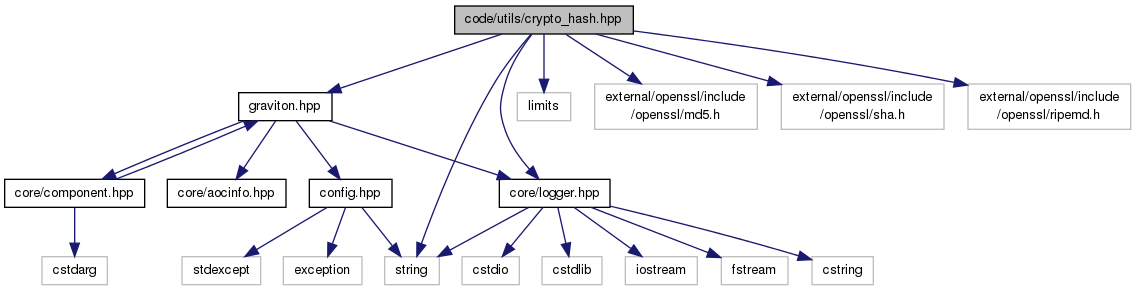 code/utils/crypto_hash.hpp
graviton.hpp
limits
external/openssl/include
/openssl/md5.h
external/openssl/include
/openssl/sha.h
external/openssl/include
/openssl/ripemd.h
core/component.hpp
core/aocinfo.hpp
config.hpp
core/logger.hpp
cstdarg
stdexcept
exception
string
cstdio
cstdlib
iostream
fstream
cstring